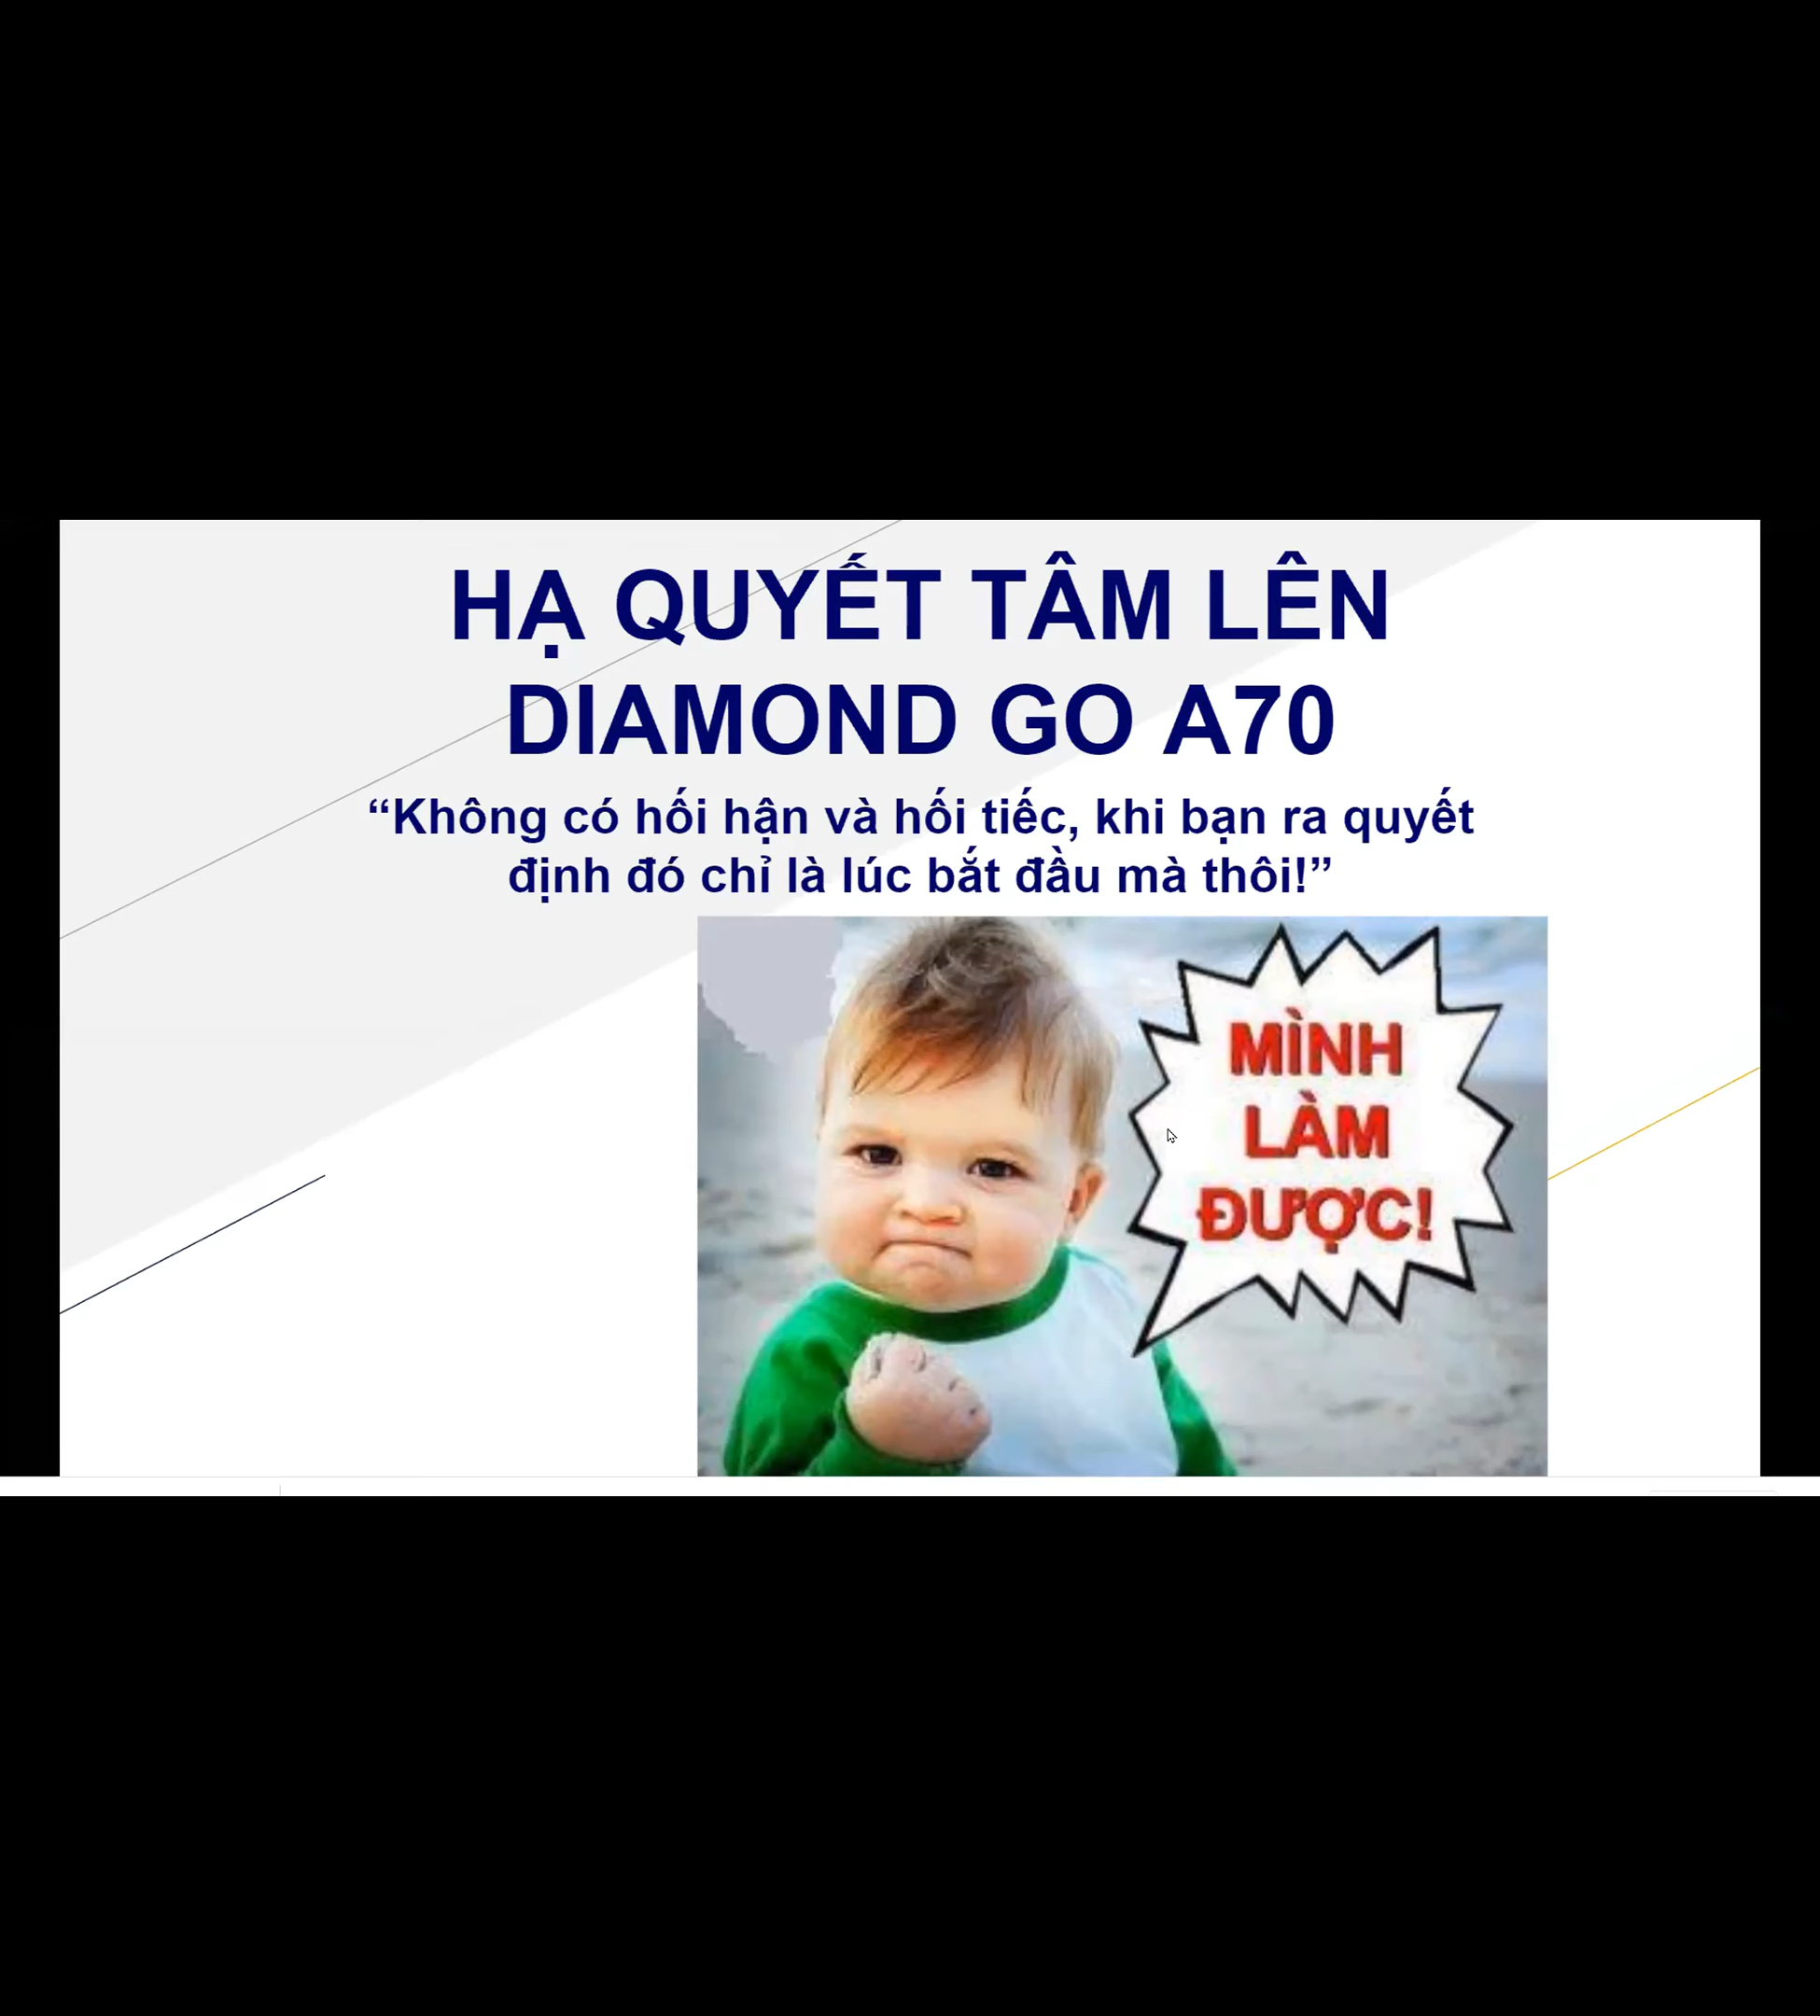 HẠ QUYẾT TÂM LÊN
DIAMOND GO A70
“Không có hối hận và hối tiếc, khi bạn ra quyết
định đó chỉ là lúc bắt đầu mà thôi!”
MÌNH
LÀM
ĐƯỢC!